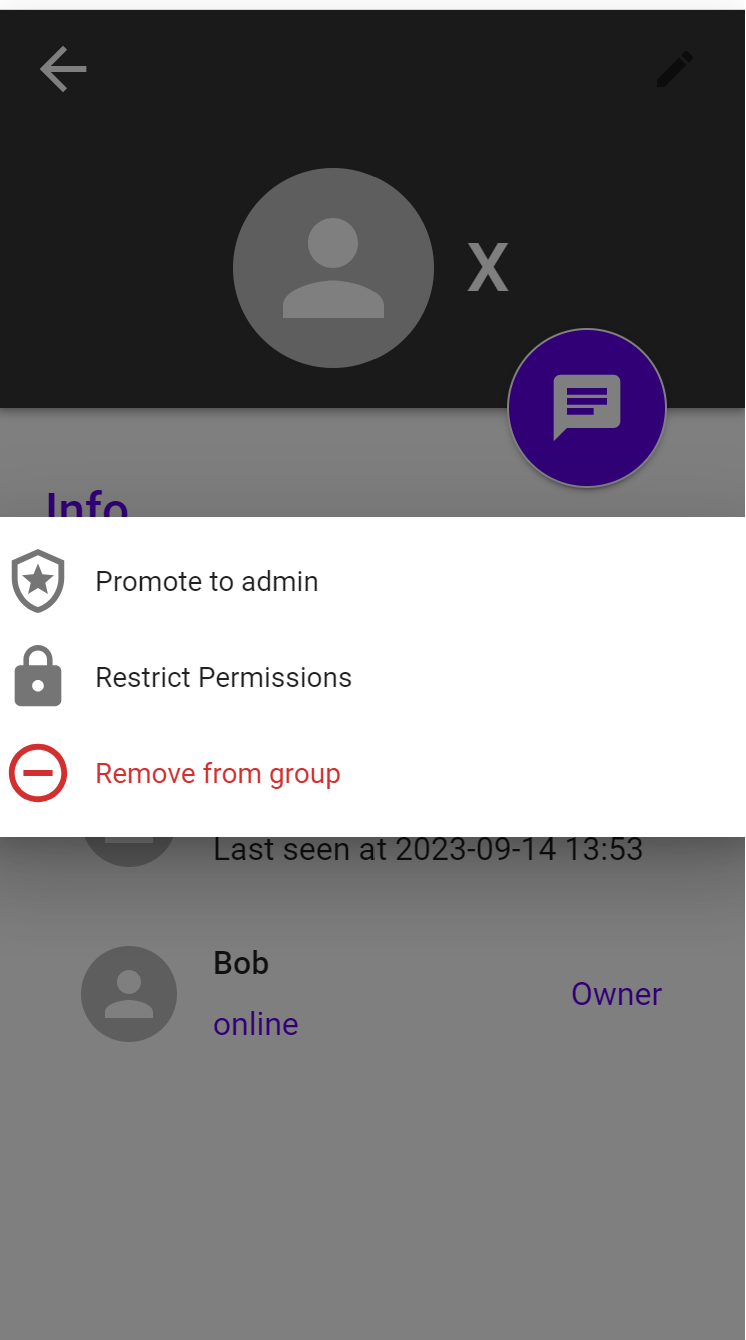 X
Info
Promote to admin
Restrict Permissions
Remove from group
Last seen at 2023-09-14 13:53
Bob
Owner
online